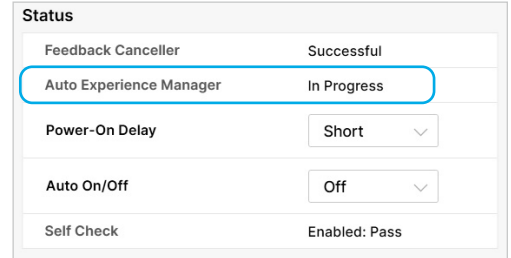 Status
Feedback Canceller Successful
Auto Experience Manager In Progress
Power-On Delay Short
Auto On/Off Off
Self Check Enabled: Pass